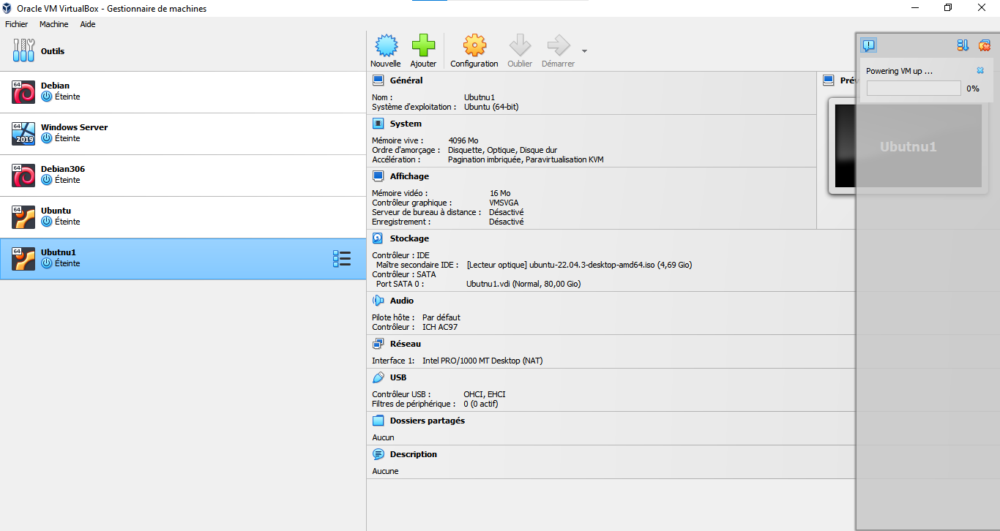 Oracle VM VirtualBox - Gestionnaire de machines
Fichier Machine Aide
Outils
Nouvelle Ajouter Configuration Oublier Démarrer
64 Debian
Éteinte
64 2019 Windows Server
Éteinte
64 Debian306
Éteinte
64 Ubuntu
Éteinte
64 Ubutnu1
Éteinte
Général
Nom : Ubutnu1
Système d'exploitation : Ubuntu (64-bit)
System
Mémoire vive : 4096 Mo
Ordre d'amorçage : Disquette, Optique, Disque dur
Accélération : Pagination imbriquée, Paravirtualisation KVM
Affichage
Mémoire vidéo : 16 Mo
Contrôleur graphique : VMSVGA
Serveur de bureau à distance : Désactivé
Enregistrement : Désactivé
Stockage
Contrôleur : IDE
Maître secondaire IDE : [Lecteur optique] ubuntu-22.04.3-desktop-amd64.iso (4,69 Gio)
Contrôleur : SATA
Port SATA 0 : Ubutnu1.vdi (Normal, 80,00 Gio)
Audio
Pilote hôte : Par défaut
Contrôleur : ICH AC97
Réseau
Interface 1: Intel PRO/1000 MT Desktop (NAT)
USB
Contrôleur USB : OHCI, EHCI
Filtres de périphérique : 0 (0 actif)
Dossiers partagés
Aucun
Description
Aucune
Pré
Ubutnu1
Powering VM up ...
0%